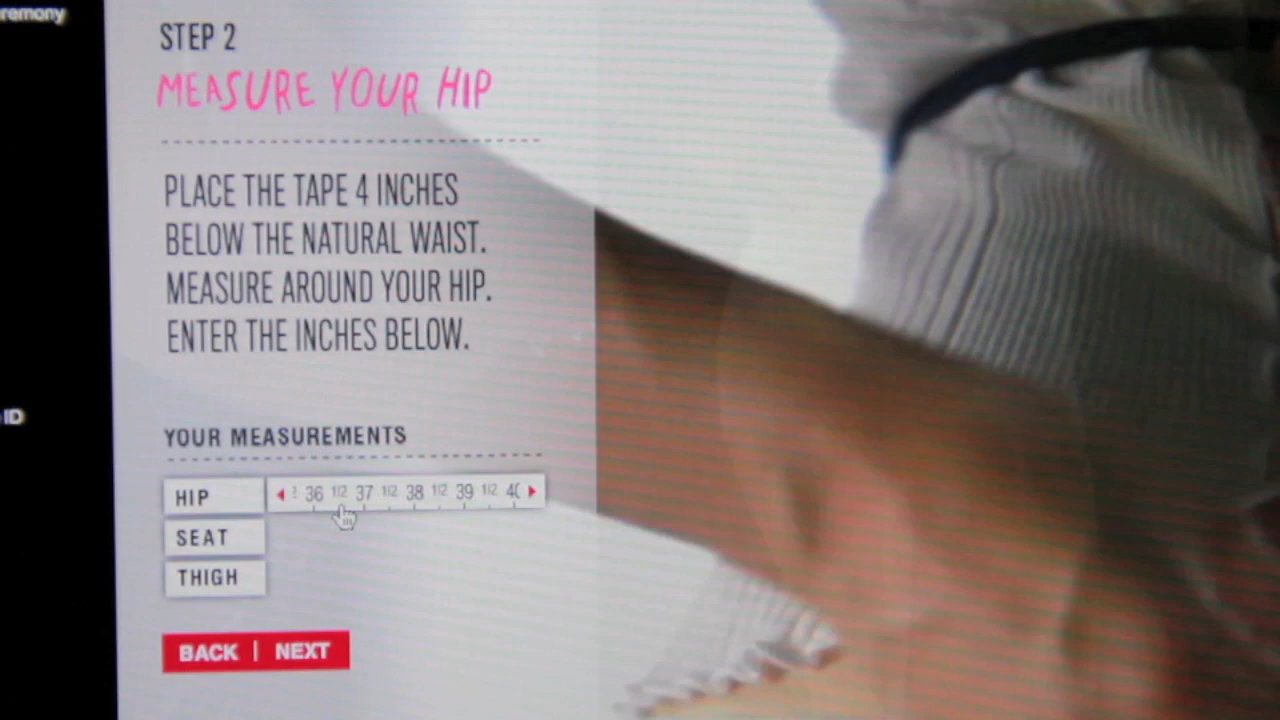 remony
STEP 2
MEASURE YOUR HIP
PLACE THE TAPE 4 INCHES
BELOW THE NATURAL WAIST.
MEASURE AROUND YOUR HIP.
ENTER THE INCHES BELOW.
ID
YOUR MEASUREMENTS
HIP 36 1/2 37 1/2 38 1/2 39 1/2 40
SEAT
THIGH
BACK | NEXT